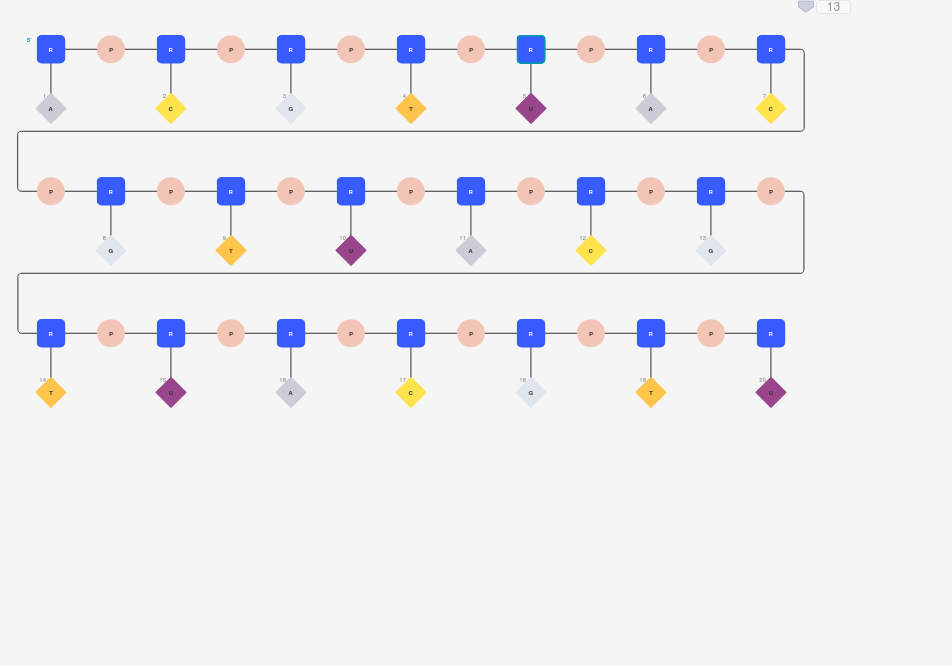 13
5' R P R P R P R P R P R P R
1 2 3 4 5 6 7
A C G T U A C
P R P R P R P R P R P R P
8 9 10 11 12 13
G T U A C G
R P R P R P R P R P R P R
14 15 16 17 18 19 20
T U A C G T U